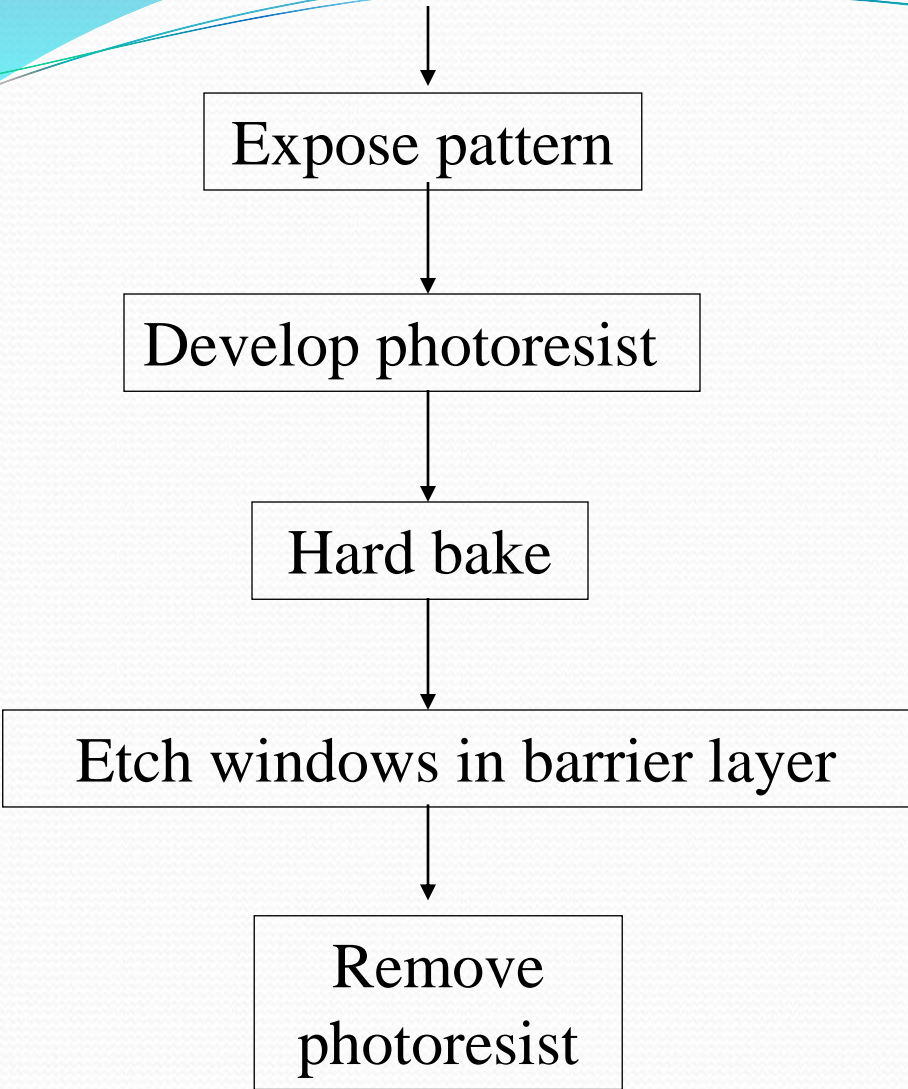 Expose pattern
Develop photoresist
Hard bake
Etch windows in barrier layer
Remove
photoresist